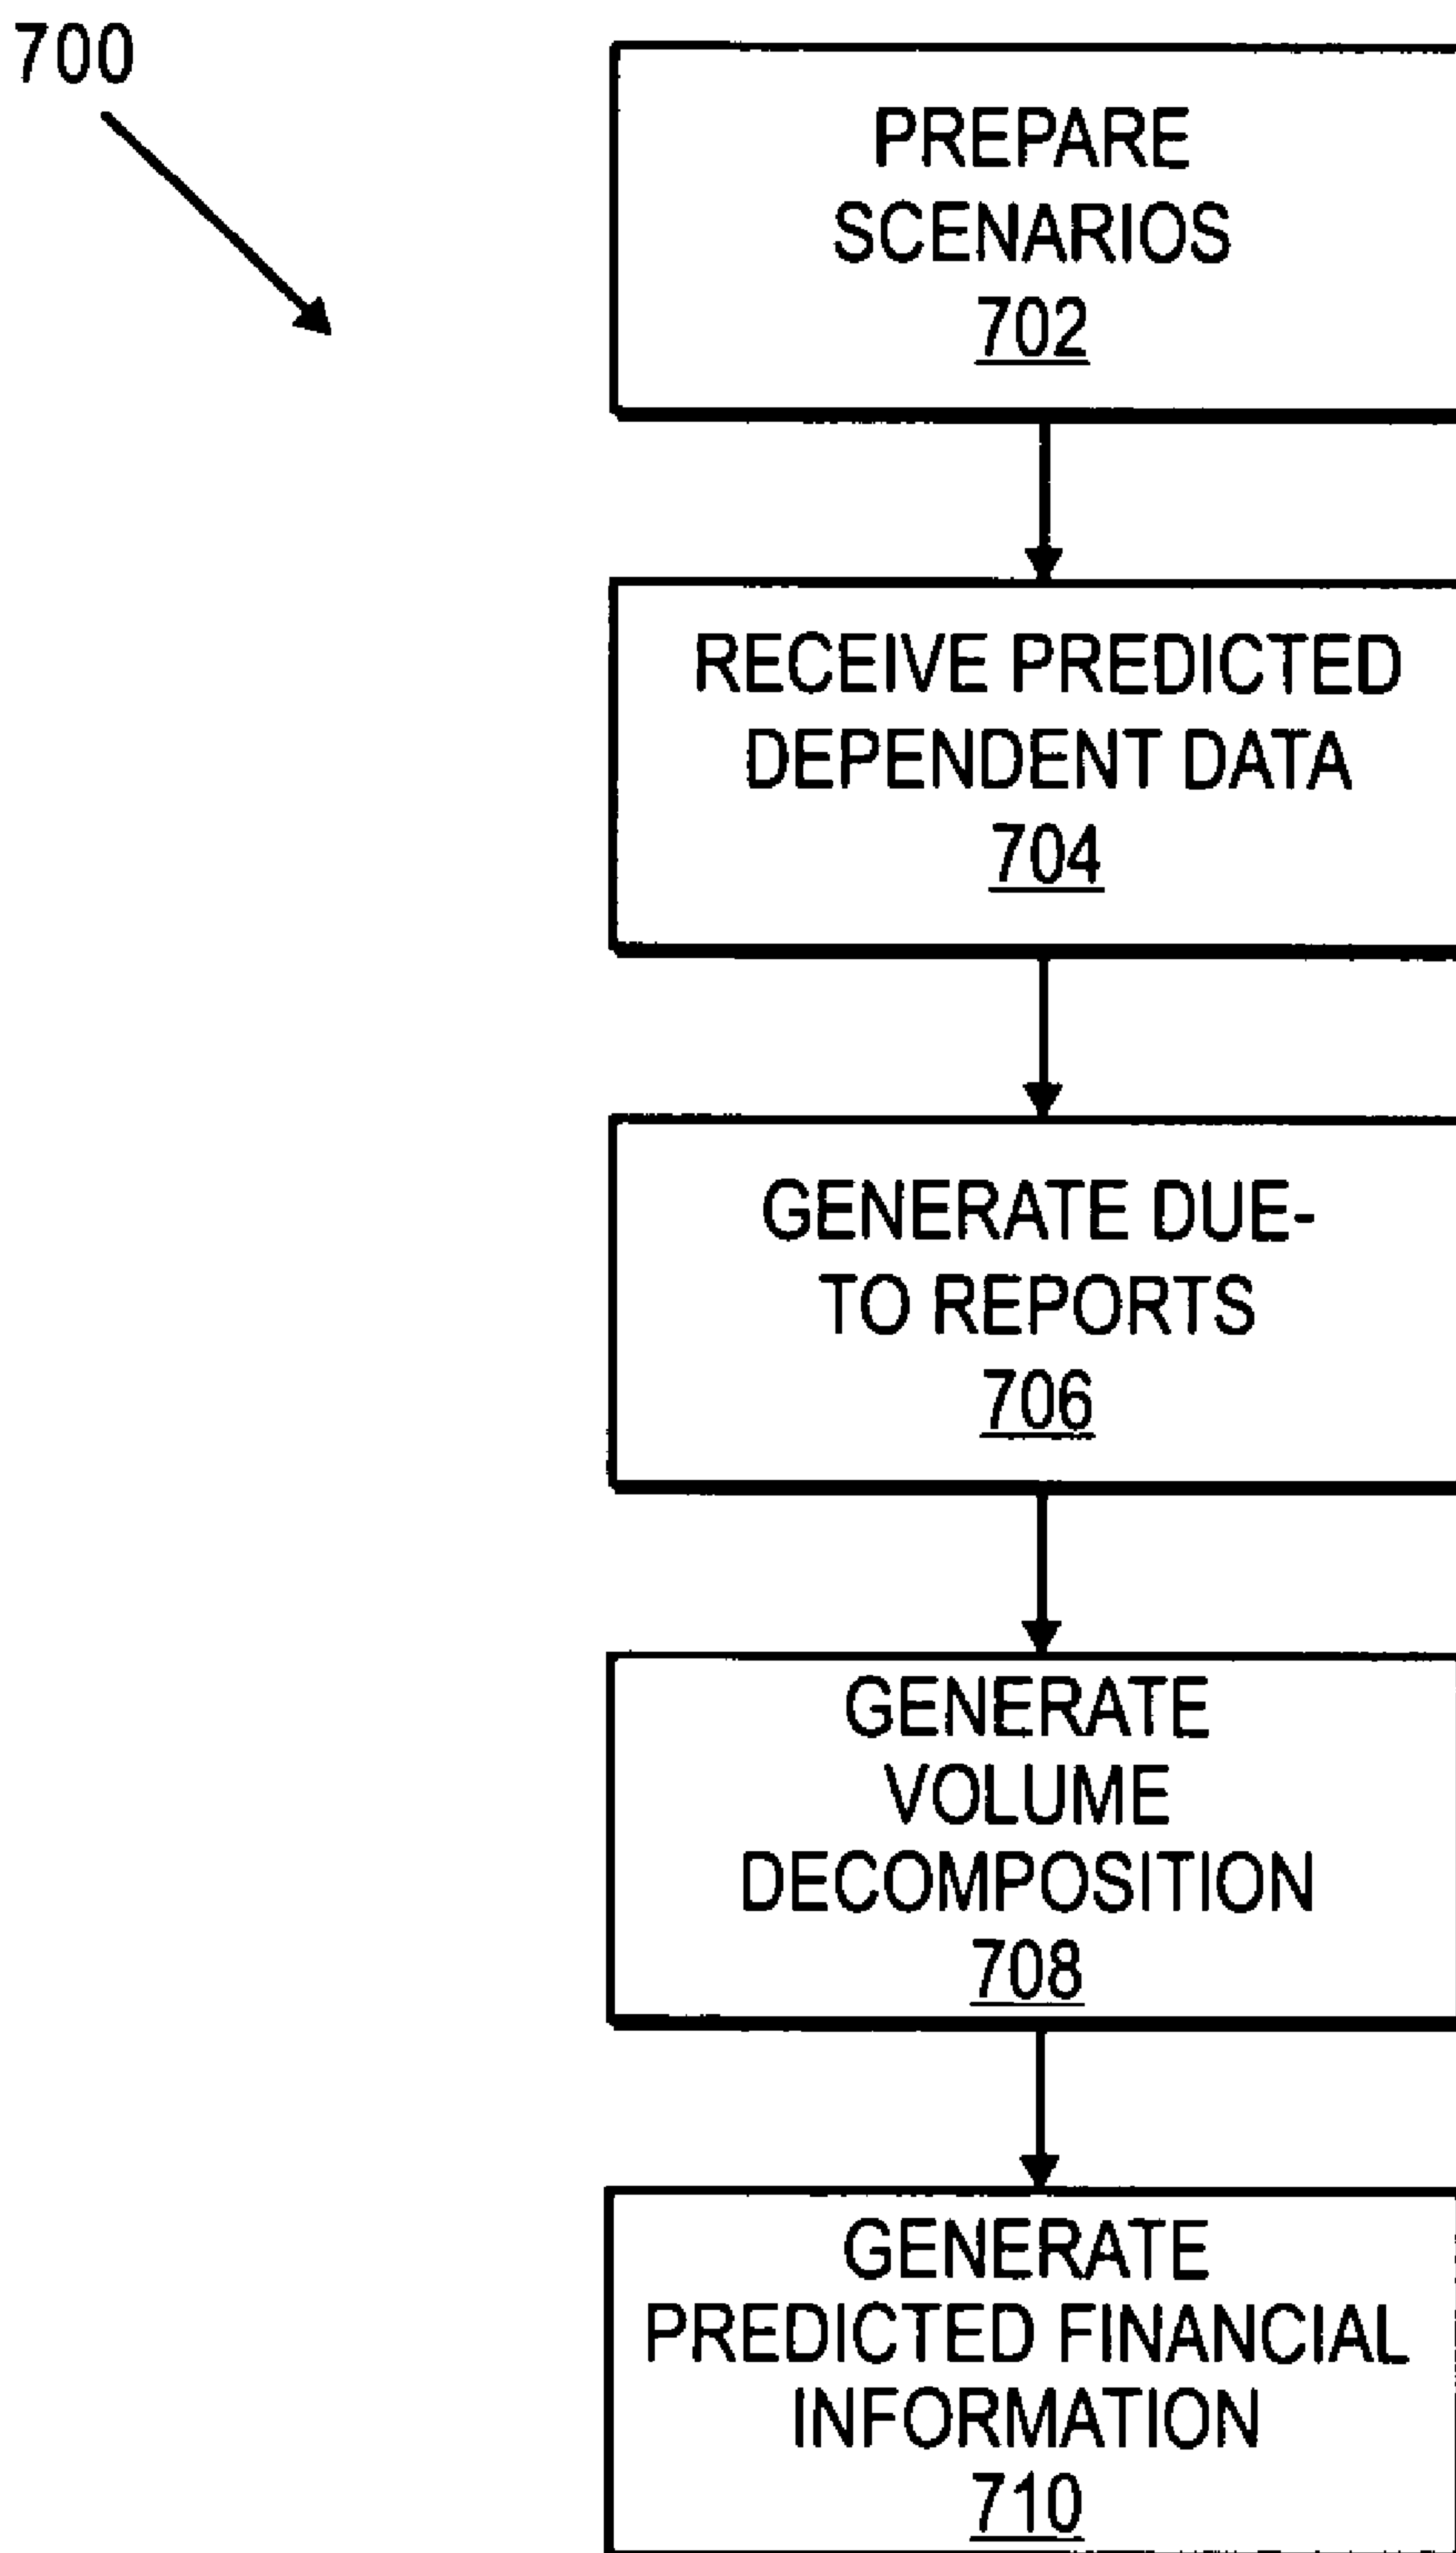 700
PREPARE
SCENARIOS
702
RECEIVE PREDICTED
DEPENDENT DATA
704
GENERATE DUE-
TO REPORTS
706
GENERATE
VOLUME
DECOMPOSITION
708
GENERATE
PREDICTED FINANCIAL
INFORMATION
710